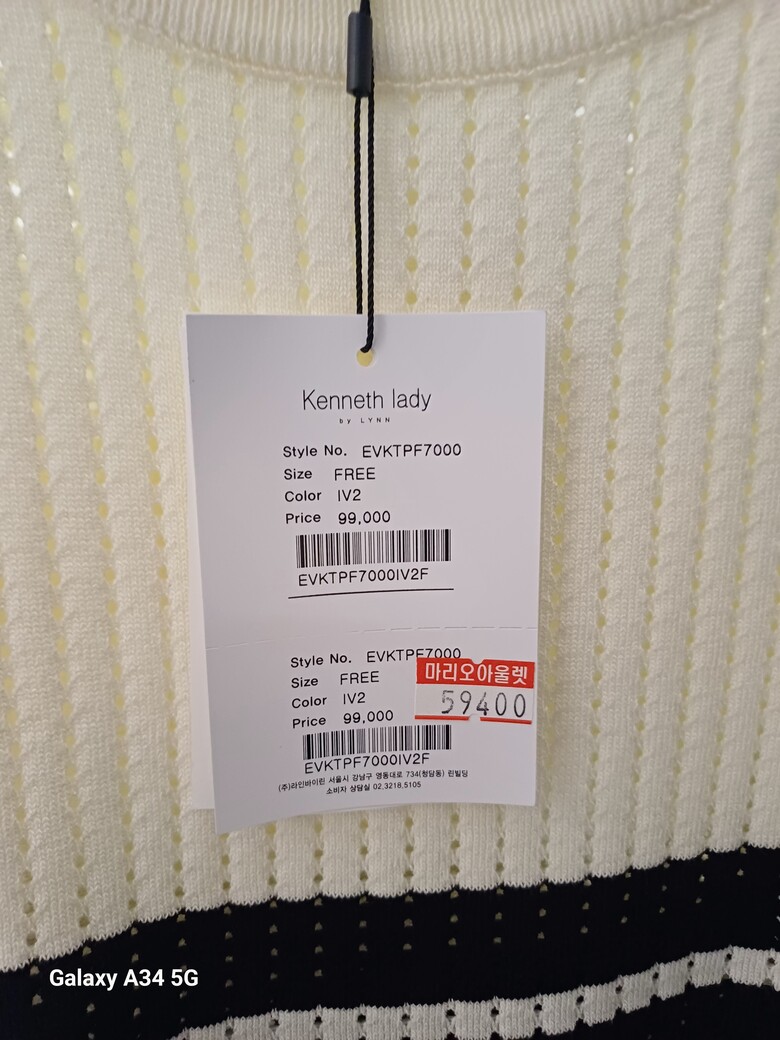 Kenneth lady
by LYNN
Style No. EVKTPF7000
Size FREE
Color IV2
Price 99,000
EVKTPF7000IV2F
Style No. EVKTPF7000
Size FREE
Color IV2
Price 99,000
마리오아울렛
59400
EVKTPF7000IV2F
(주)라인바이린 서울시 강남구 영동대로 734(청담동) 린빌딩
소비자 상담실 02.3218.5105
Galaxy A34 5G